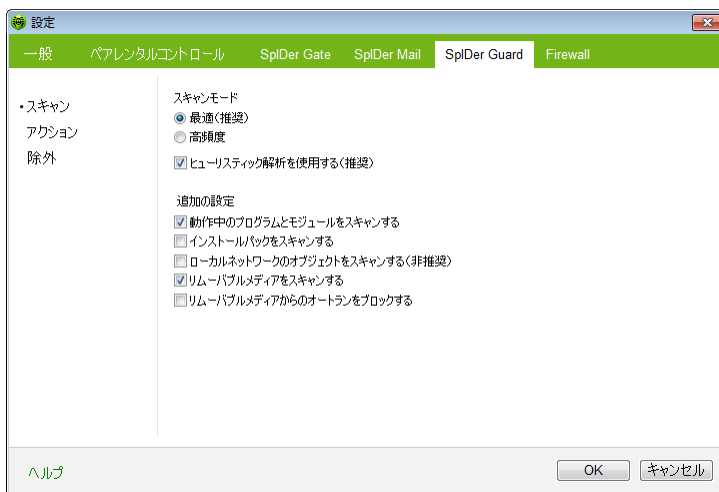 設定
一般 ペアレンタルコントロール SpIDer Gate SpIDer Mail SpIDer Guard Firewall
・スキャン
アクション
除外
スキャンモード
最適(推奨)
高頻度
ヒューリスティック解析を使用する(推奨)
追加の設定
動作中のプログラムとモジュールをスキャンする
インストールパックをスキャンする
ローカルネットワークのオブジェクトをスキャンする(非推奨)
リムーバブルメディアをスキャンする
リムーバブルメディアからのオートランをブロックする
ヘルプ OK キャンセル